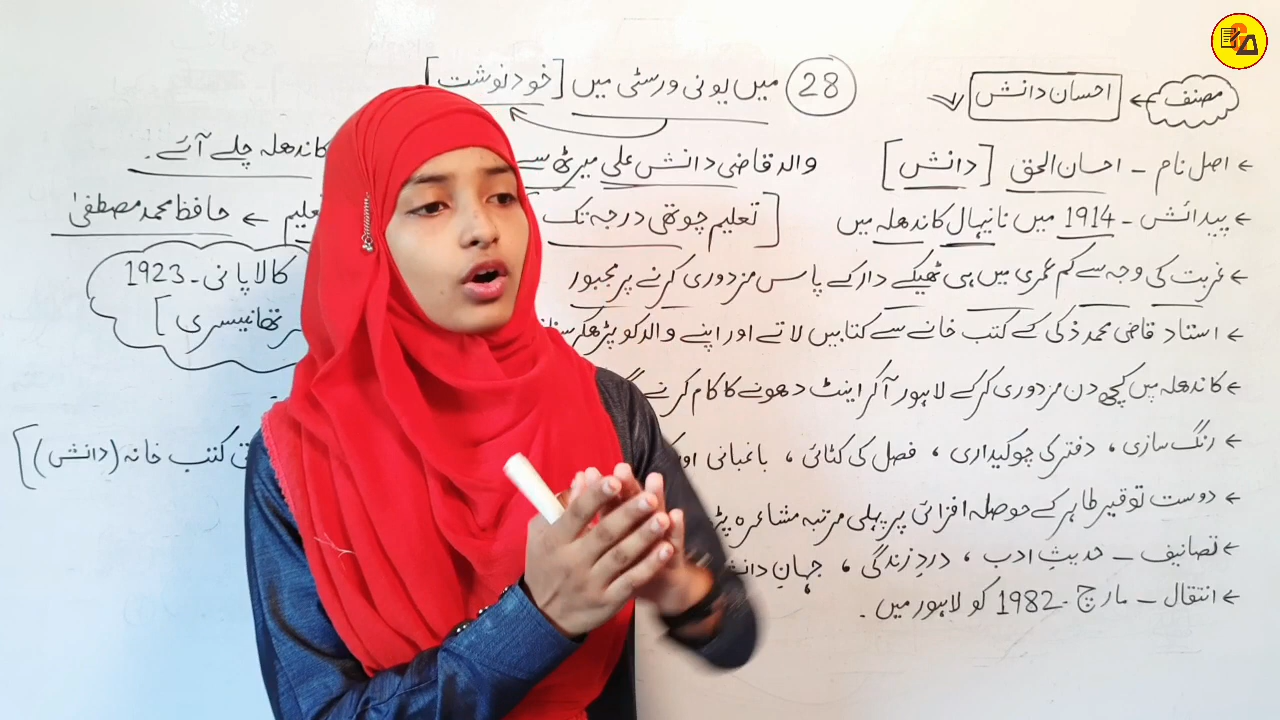 28 میں یونی ورسٹی میں [خودنوشت]
مصنف ← احسان دانش
← اصل نام – احسان الحق [دانش] والد قاضی دانش علی میرٹھ سے کاندھلہ چلے آئے۔
← پیدائش – 1914 میں نانیہال کاندھلہ میں [تعلیم چوتھی درجہ تک] تعلیم ← حافظ محمد مصطفیٰ
← غربت کی وجہ سے کم عمری میں ہی ٹھیکے دار کے پاس مزدوری کرنے پر مجبور
کالا پانی – 1923
تھانیسری]
← استاد قاضی محمد ذکی کے کتب خانے سے کتابیں لاتے اور اپنے والد کو پڑھکر
← کاندھلہ میں کچھ دن مزدوری کرکے لاہور آکر اینٹ دھونے کا کام کرنے
← رنگ سازی، دفتر کی چوکیداری، فصل کی کٹائی، باغبانی اور کتب خانہ (دانش)]
← دوست توقیر طاہر کے حوصلہ افزائی پر پہلی مرتبہ مشاعرہ
← تصانیف – حدیثِ ادب، دردِ زندگی، جہانِ دانش
← انتقال – مارچ – 1982 کو لاہور میں۔